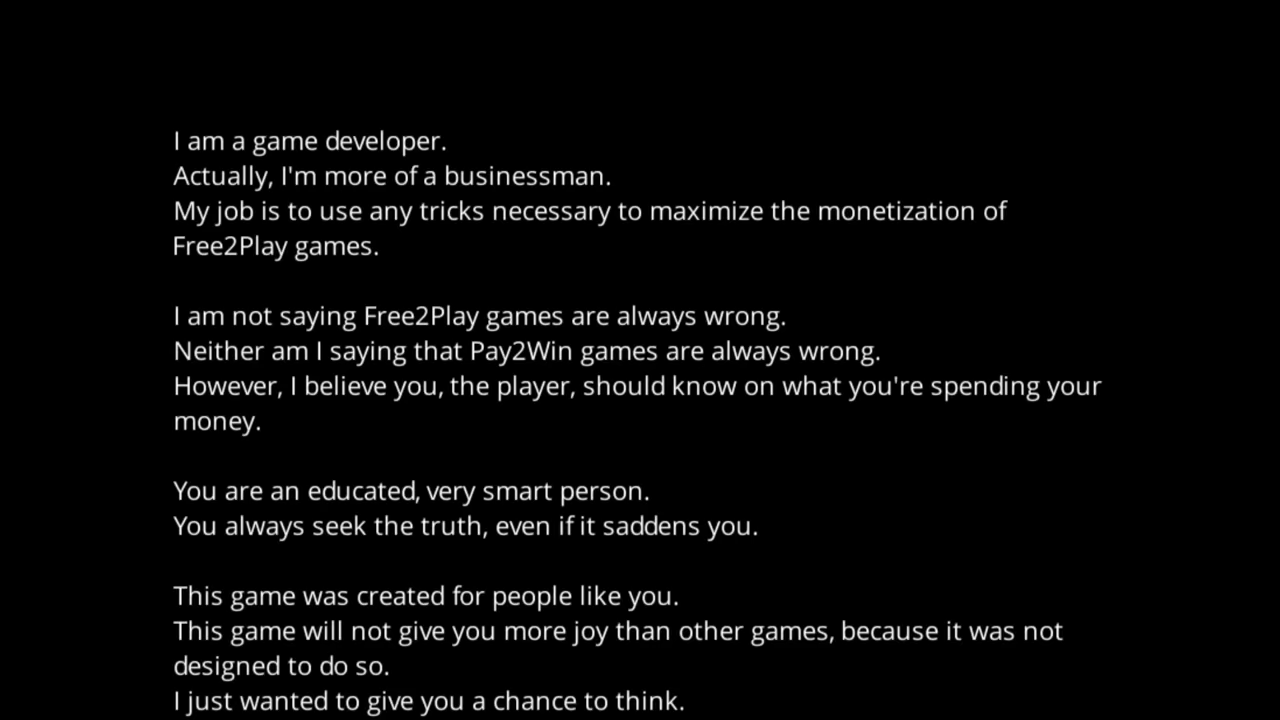 I am a game developer.
Actually, I'm more of a businessman.
My job is to use any tricks necessary to maximize the monetization of
Free2Play games.
I am not saying Free2Play games are always wrong.
Neither am I saying that Pay2Win games are always wrong.
However, I believe you, the player, should know on what you're spending your
money.
You are an educated, very smart person.
You always seek the truth, even if it saddens you.
This game was created for people like you.
This game will not give you more joy than other games, because it was not
designed to do so.
I just wanted to give you a chance to think.